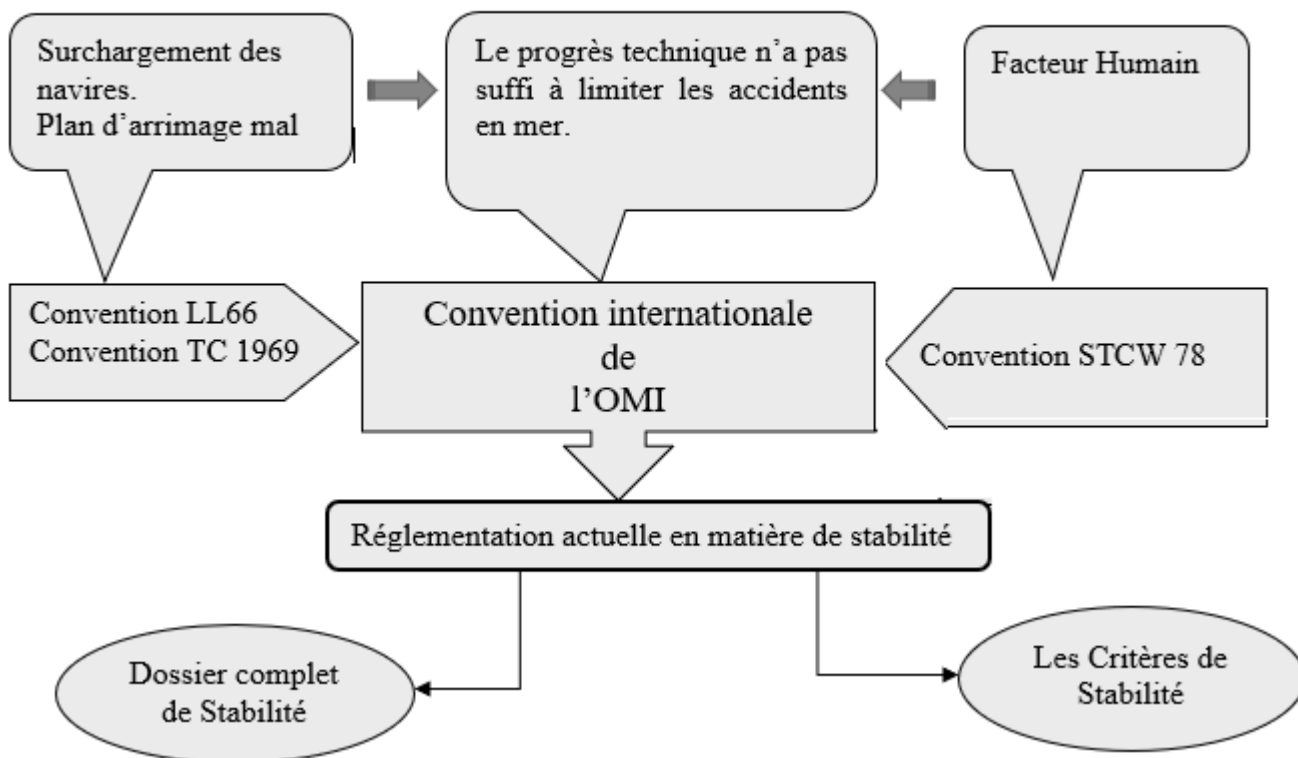 Surchargement des
navires.
Plan d’arrimage mal
Le progrès technique n’a pas
suffi à limiter les accidents
en mer.
Facteur Humain
Convention LL66
Convention TC 1969
Convention internationale
de
l’OMI
Convention STCW 78
Réglementation actuelle en matière de stabilité
Dossier complet
de Stabilité
Les Critères de
Stabilité